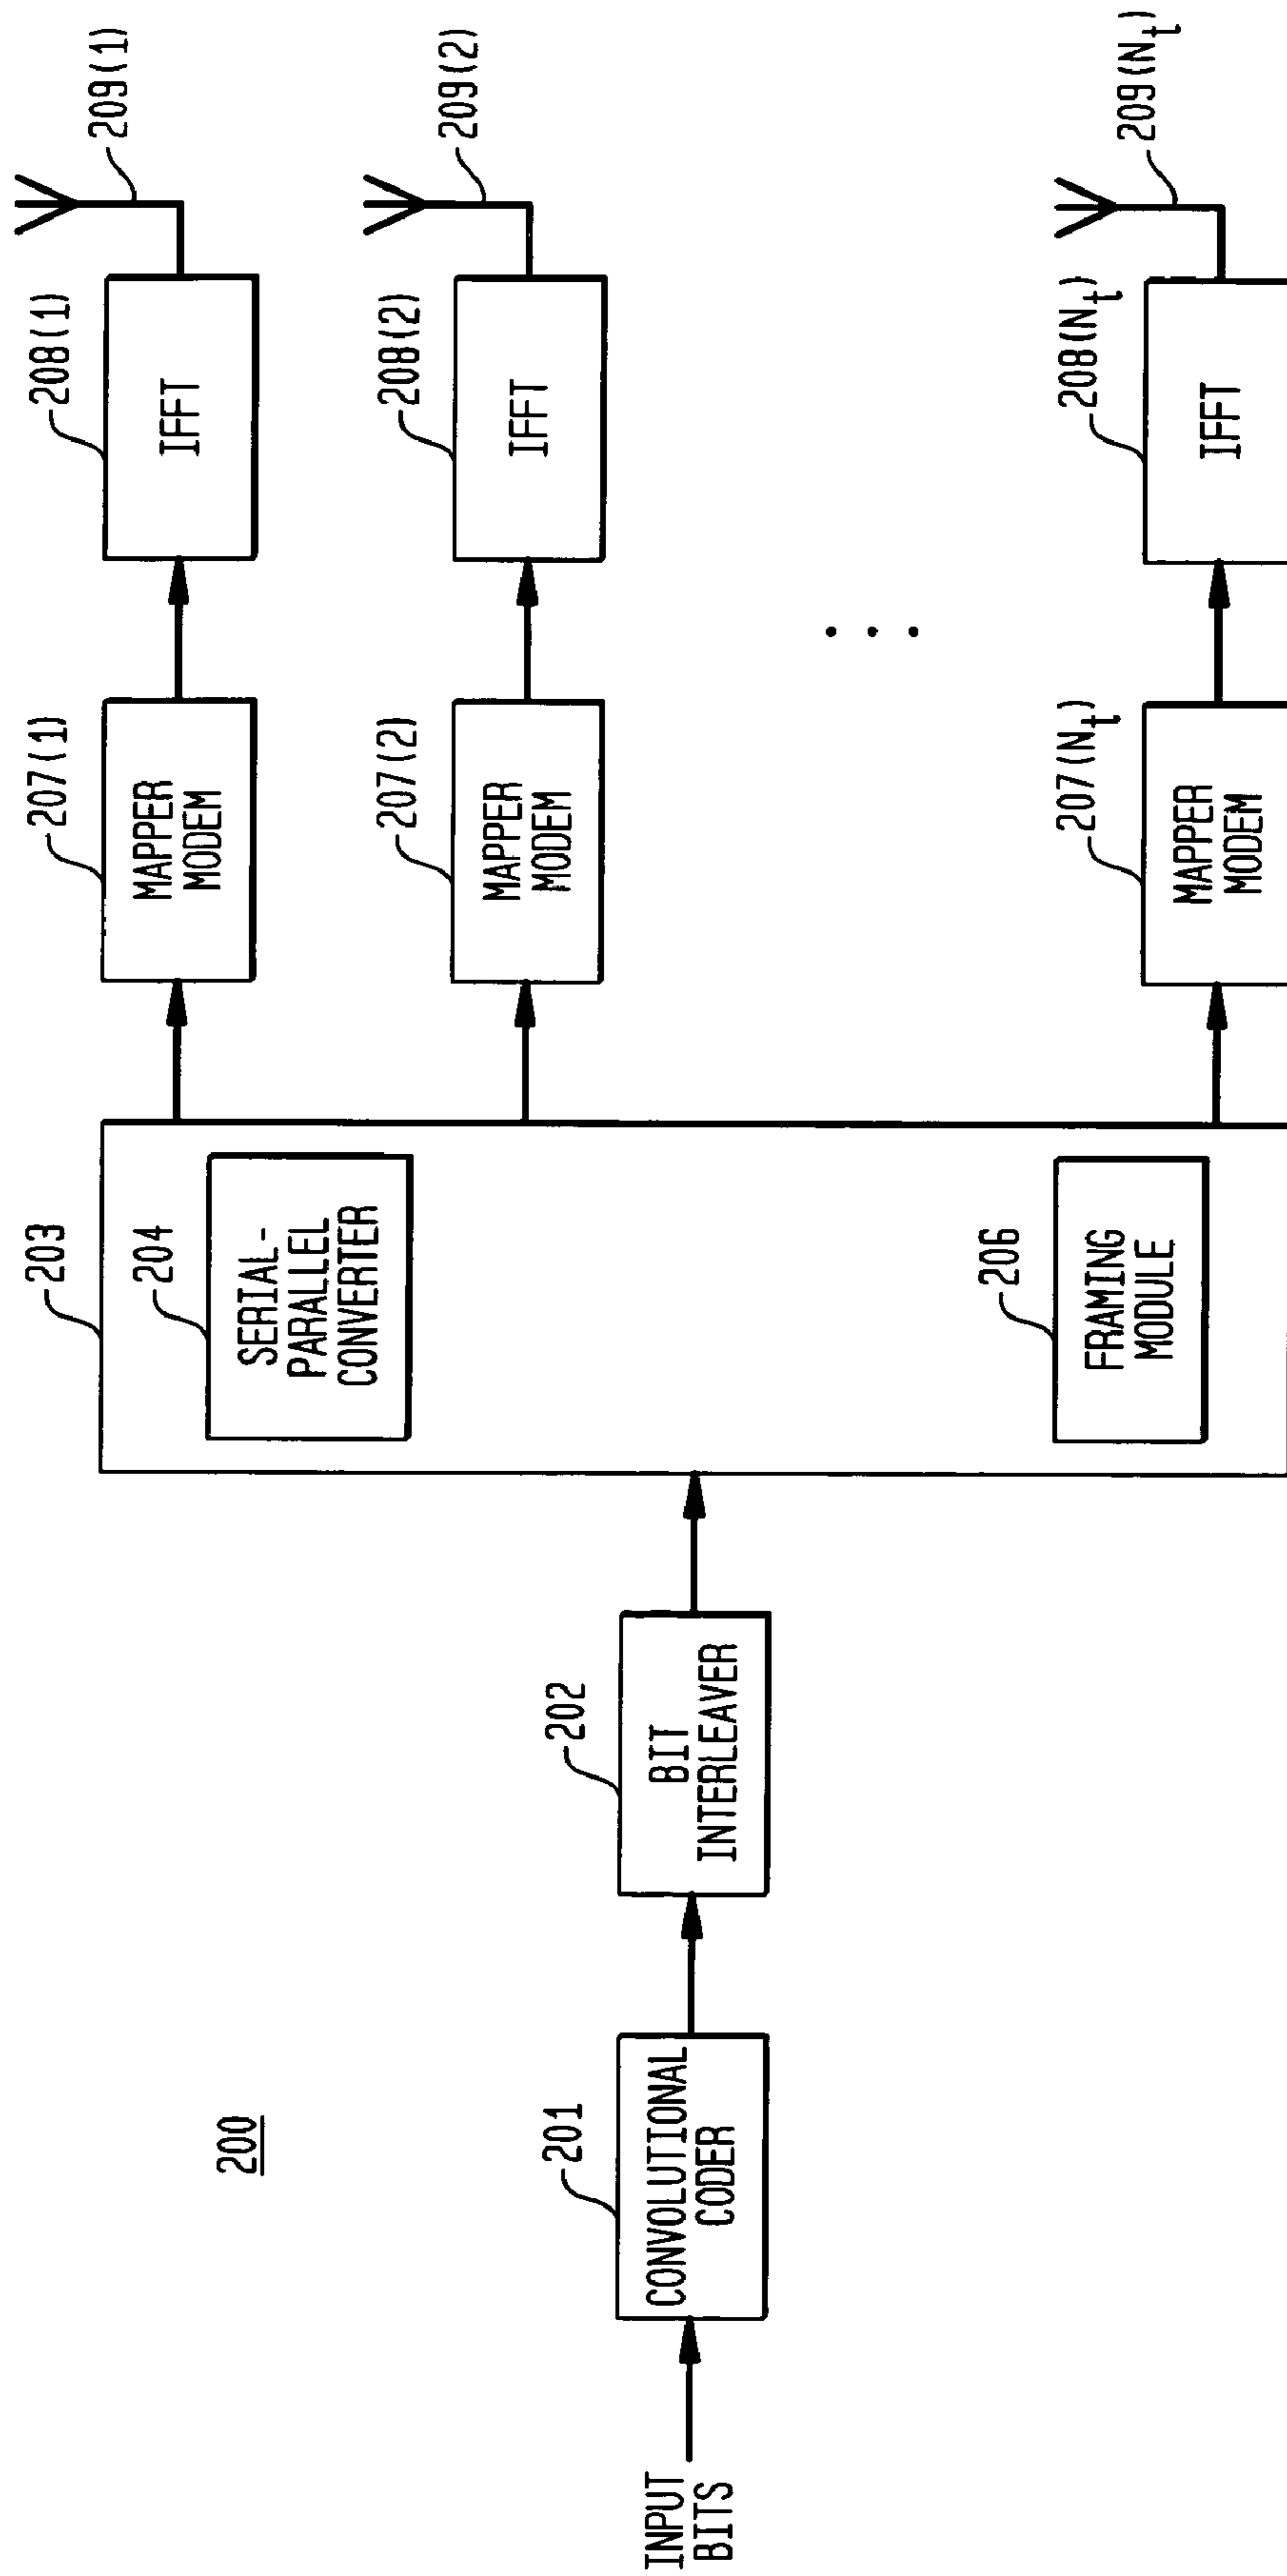 200
INPUT
BITS
201
CONVOLUTIONAL
CODER
202
BIT
INTERLEAVER
203
204
SERIAL-
PARALLEL
CONVERTER
206
FRAMING
MODULE
207(1)
MAPPER
MODEM
208(1)
IFFT
209(1)
207(2)
MAPPER
MODEM
208(2)
IFFT
209(2)
. . .
207(Nt)
MAPPER
MODEM
208(Nt)
IFFT
209(Nt)